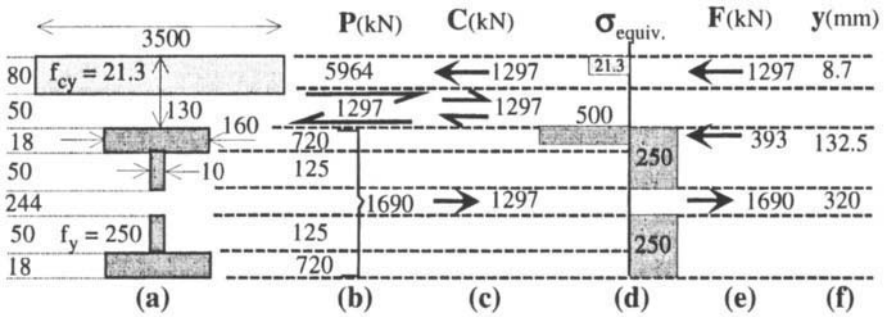 P(kN) C(kN) σequiv. F(kN) y(mm)
3500
80 fcy = 21.3 5964 1297 21.3 1297 8.7
50 130 1297 1297 500
18 160 720 393 132.5
50 10 125 250
244 1690 1297 1690 320
50 fy = 250 125 250
18 720
(a) (b) (c) (d) (e) (f)